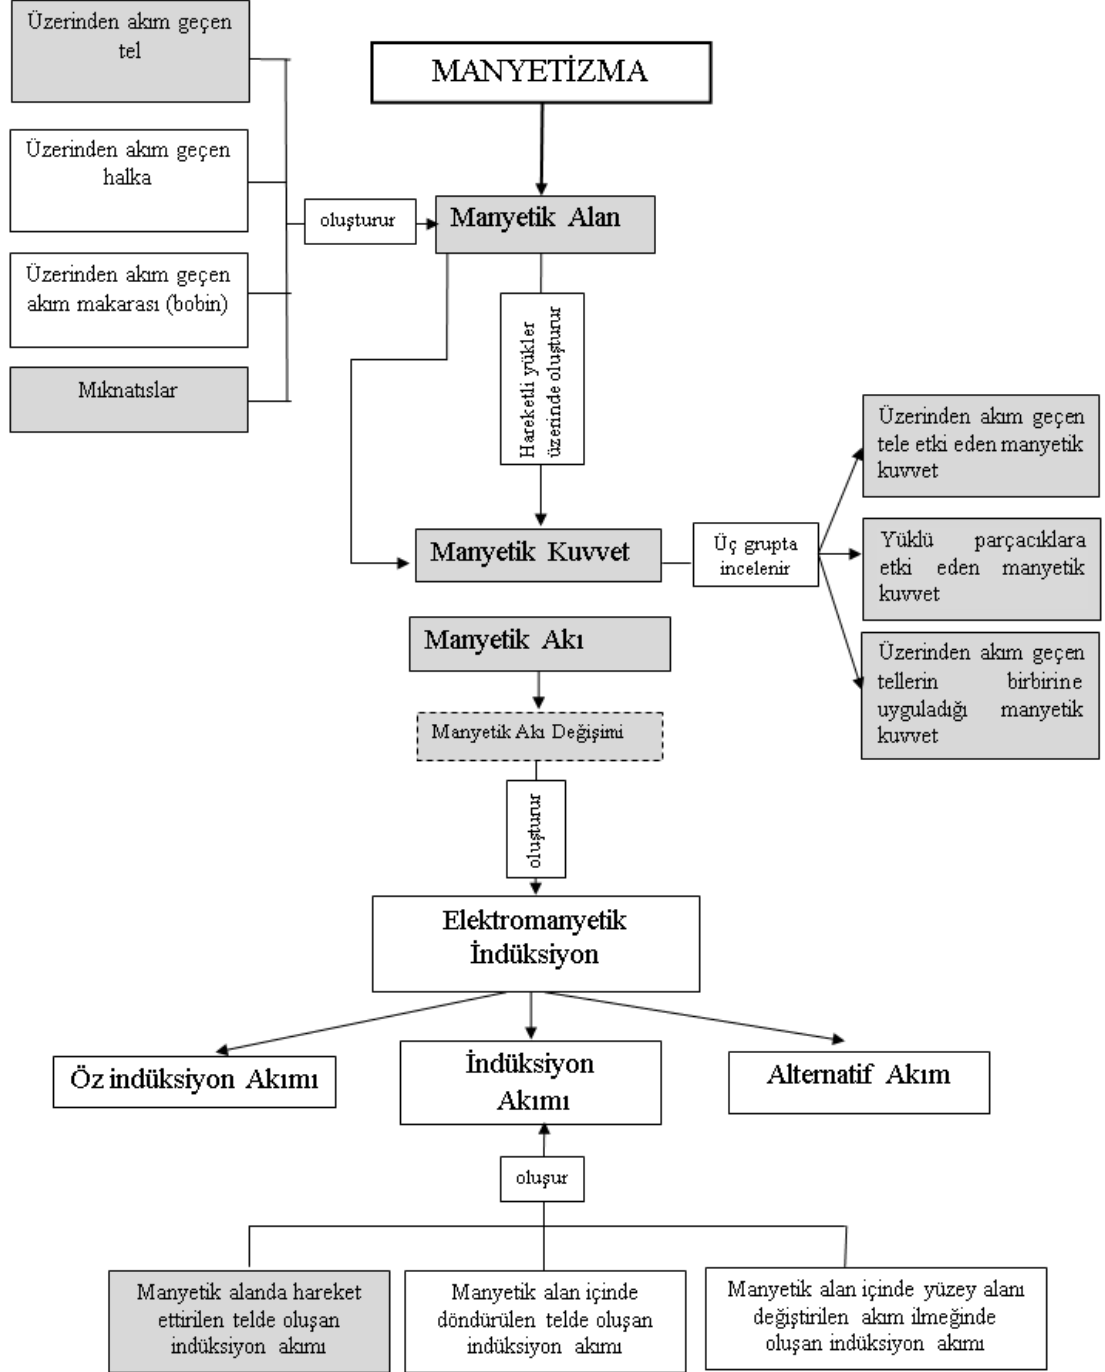 Üzerinden akım geçen
tel
MANYETİZMA
Üzerinden akım geçen
halka
oluşturur
Manyetik Alan
Üzerinden akım geçen
akım makarası (bobin)
Mıknatıslar
Hareketli yükler
üzerinde oluşturur
Manyetik Kuvvet
Üç grupta
incelenir
Üzerinden akım geçen
tele etki eden manyetik
kuvvet
Yüklü parçacıklara
etki eden manyetik
kuvvet
Üzerinden akım geçen
tellerin birbirine
uyguladığı manyetik
kuvvet
Manyetik Akı
Manyetik Akı Değişimi
oluşturur
Elektromanyetik
İndüksiyon
Öz indüksiyon Akımı
İndüksiyon
Akımı
Alternatif Akım
oluşur
Manyetik alanda hareket
ettirilen telde oluşan
indüksiyon akımı
Manyetik alan içinde
döndürülen telde oluşan
indüksiyon akımı
Manyetik alan içinde yüzey alanı
değiştirilen akım ilmeğinde
oluşan indüksiyon akımı